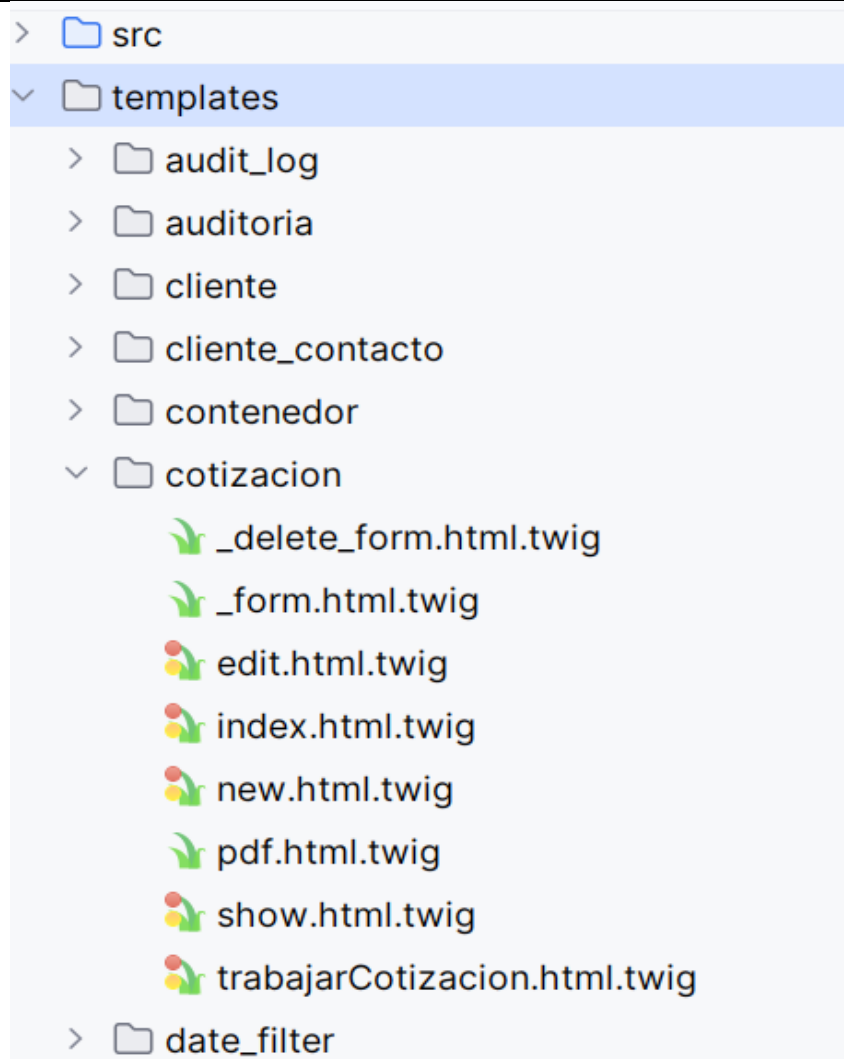 src
templates
audit_log
auditoria
cliente
cliente_contacto
contenedor
cotizacion
_delete_form.html.twig
_form.html.twig
edit.html.twig
index.html.twig
new.html.twig
pdf.html.twig
show.html.twig
trabajarCotizacion.html.twig
date_filter